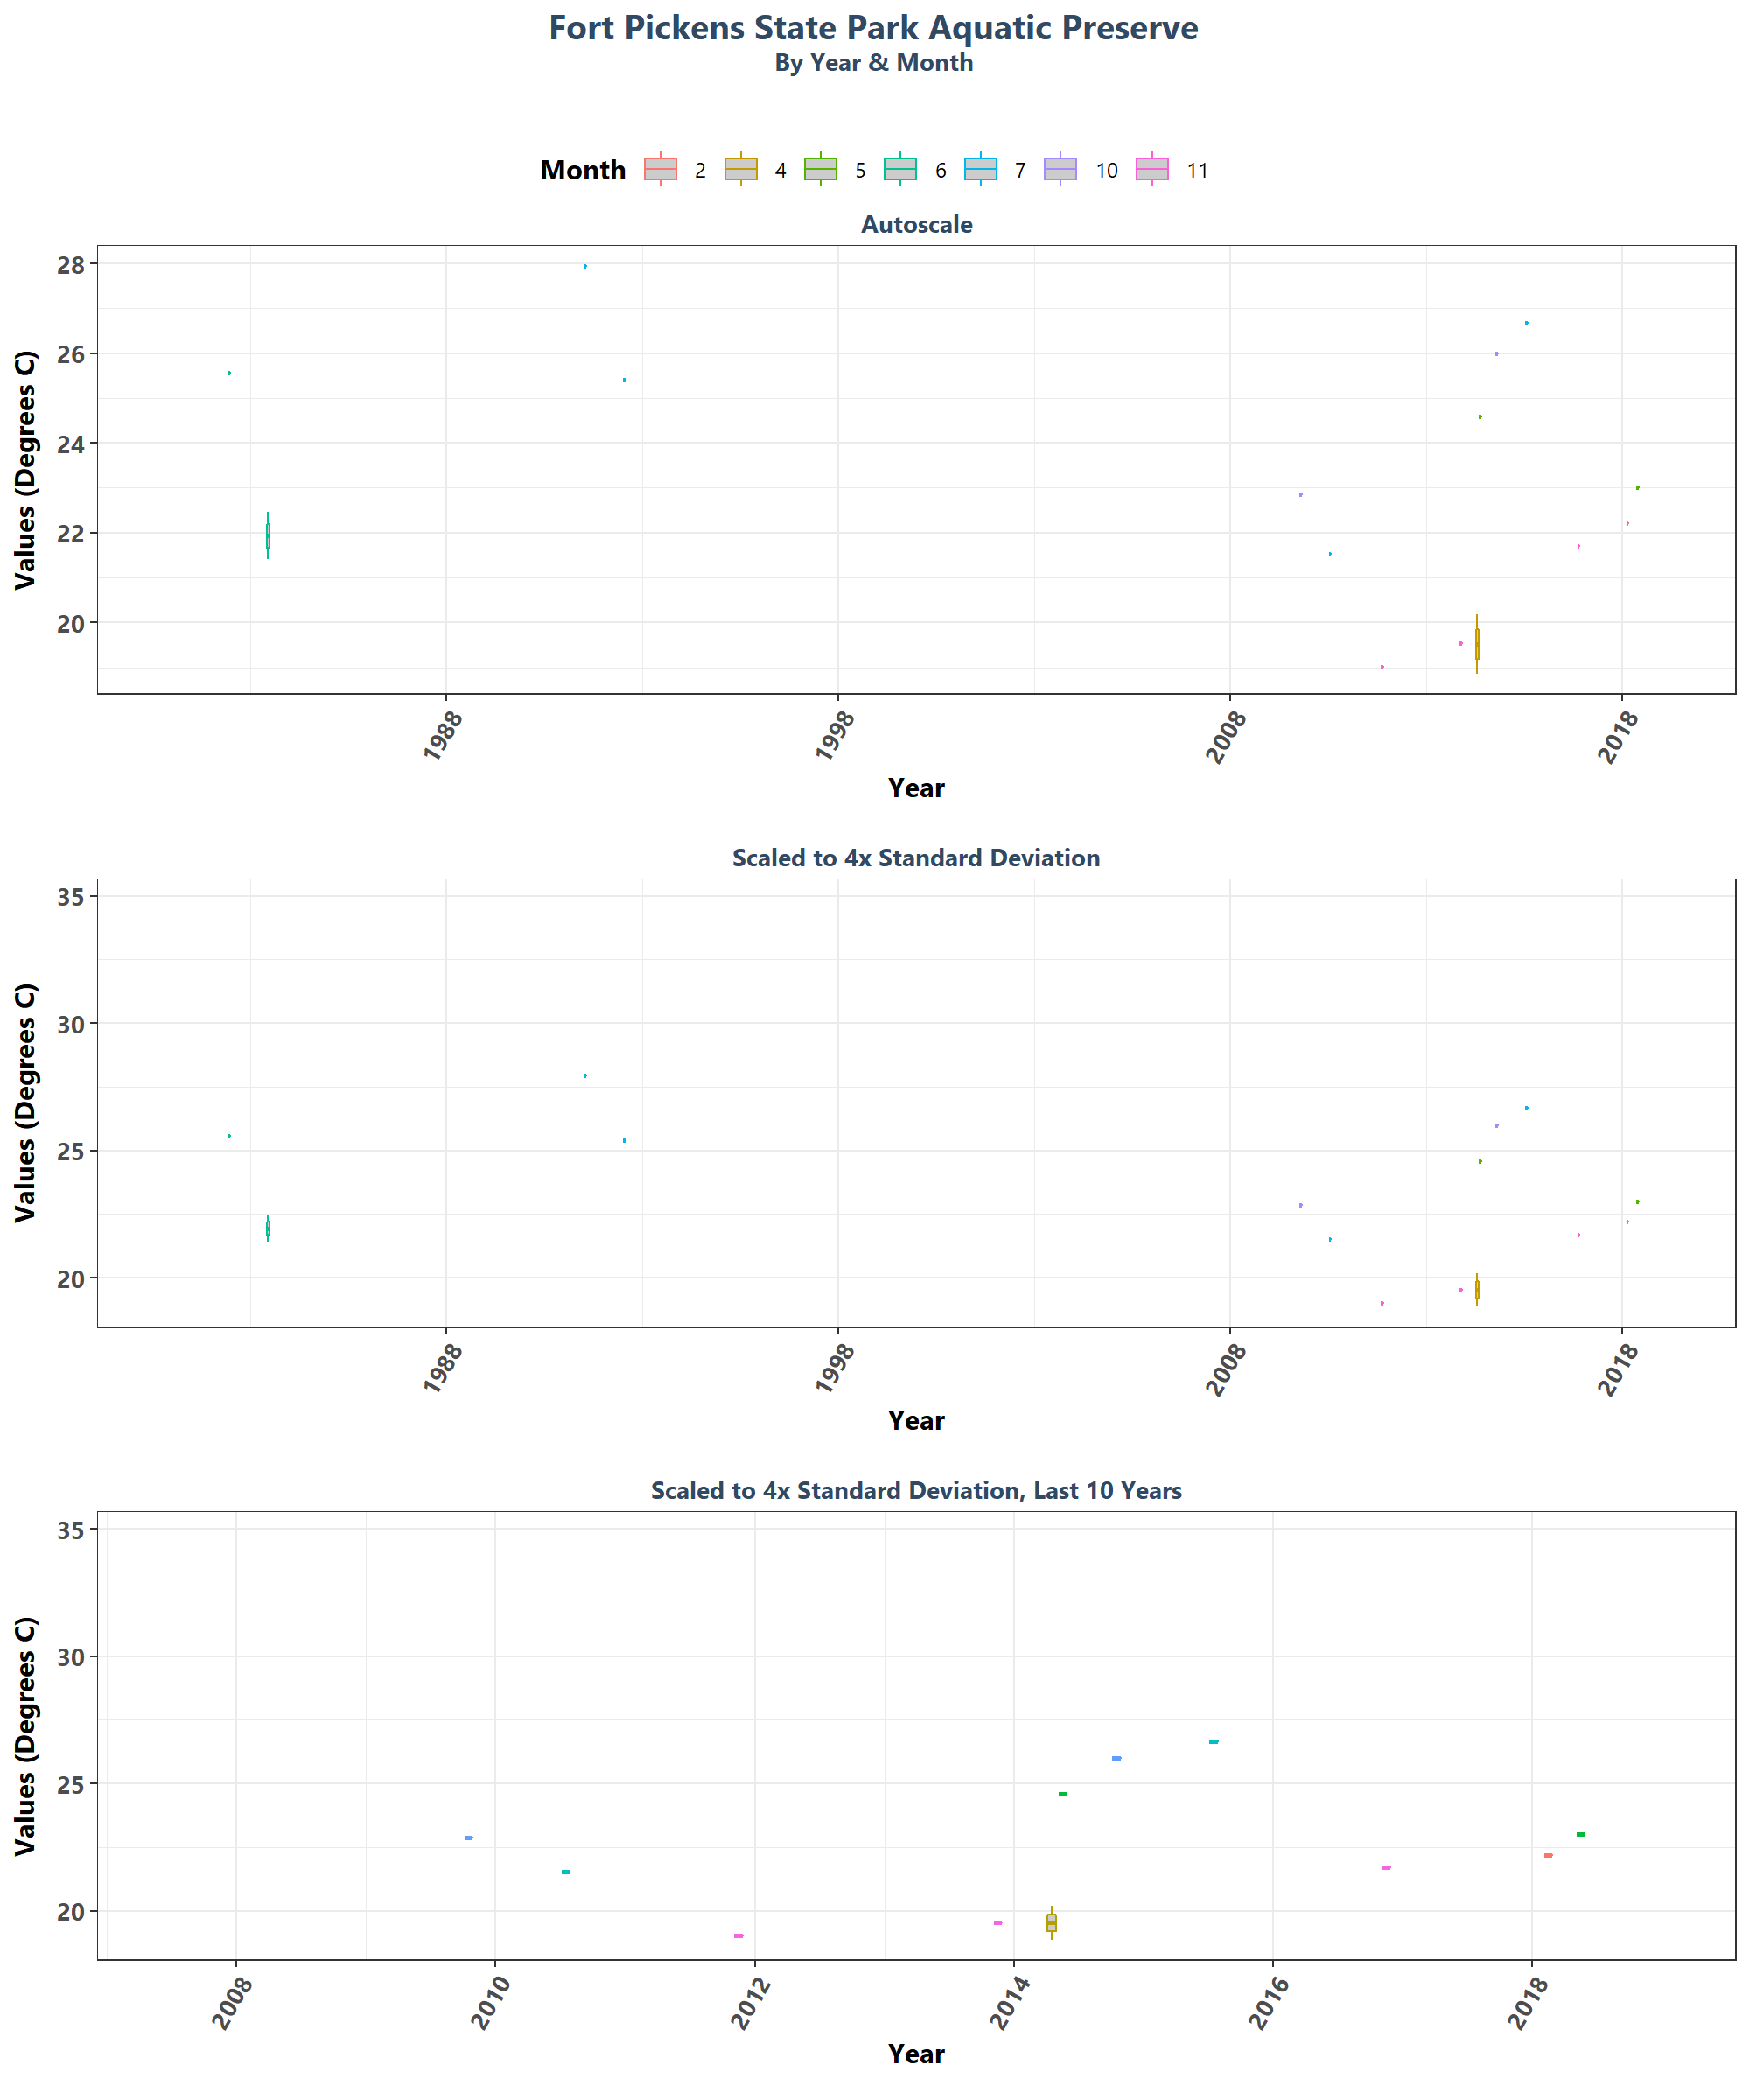 Fort Pickens State Park Aquatic Preserve
By Year & Month
Month 2 4 5 6 7 10 11
Autoscale
Values (Degrees C)
28
26
24
22
20
1988 1998 2008 2018
Year
Scaled to 4x Standard Deviation
Values (Degrees C)
35
30
25
20
1988 1998 2008 2018
Year
Scaled to 4x Standard Deviation, Last 10 Years
Values (Degrees C)
35
30
25
20
2008 2010 2012 2014 2016 2018
Year